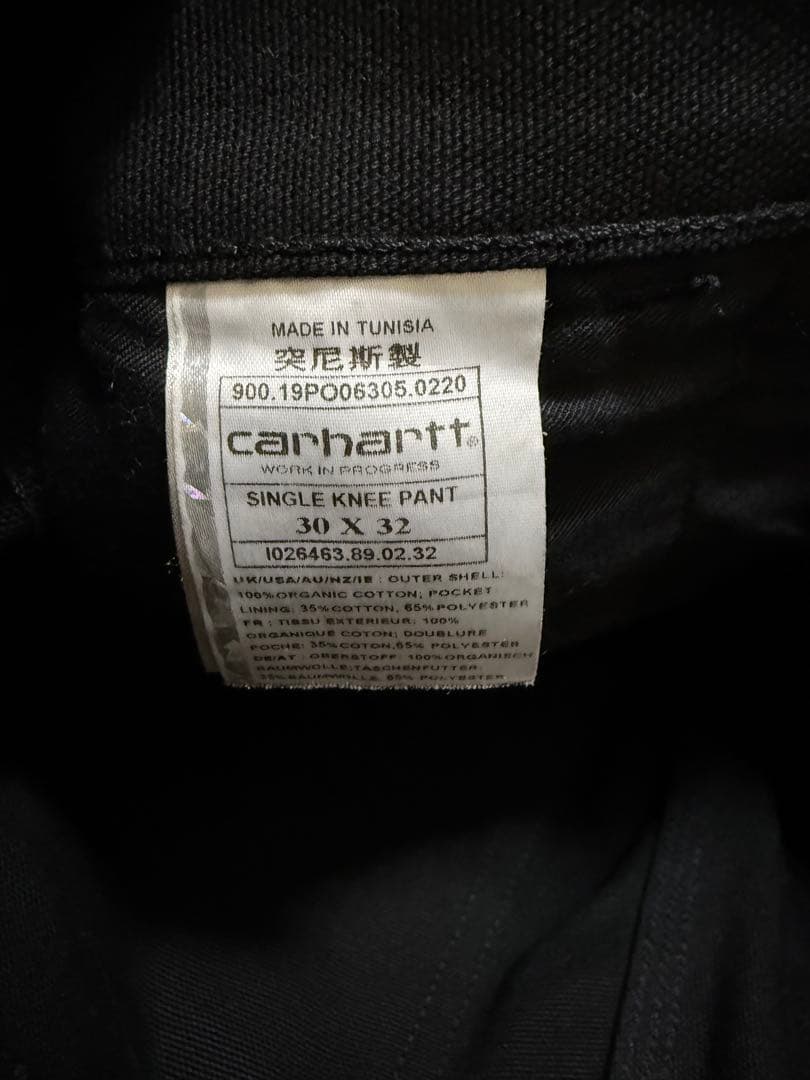 MADE IN TUNISIA
突尼斯製
900.19PO06305.0220
carhartt®
WORK IN PROGRESS
SINGLE KNEE PANT
30 X 32
I026463.89.02.32
UK/USA/AU/NZ/IE : OUTER SHELL:
100%ORGANIC COTTON; POCKET
LINING: 35%COTTON, 65%POLYESTER
FR : TISSU EXTERIEUR: 100%
ORGANIQUE COTON; DOUBLURE
POCHE: 35%COTON,65% POLYESTER
DE/AT : OBERSTOFF: 100%ORGANISCH
BAUMWOLLE;TASCHENFUTTER:
35%BAUMWOLLE, 65% POLYESTER